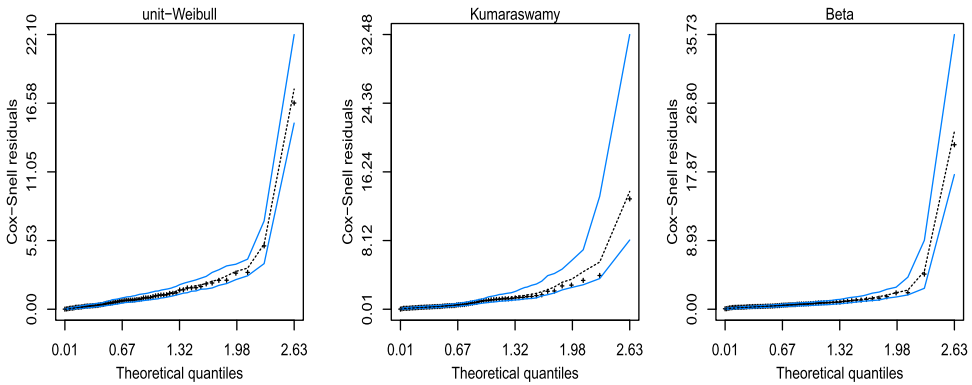 unit−Weibull
Cox−Snell residuals
22.10
16.58
11.05
5.53
0.00
0.01 0.67 1.32 1.98 2.63
Theoretical quantiles
Kumaraswamy
Cox−Snell residuals
32.48
24.36
16.24
8.12
0.01
0.01 0.67 1.32 1.98 2.63
Theoretical quantiles
Beta
Cox−Snell residuals
35.73
26.80
17.87
8.93
0.00
0.01 0.67 1.32 1.98 2.63
Theoretical quantiles